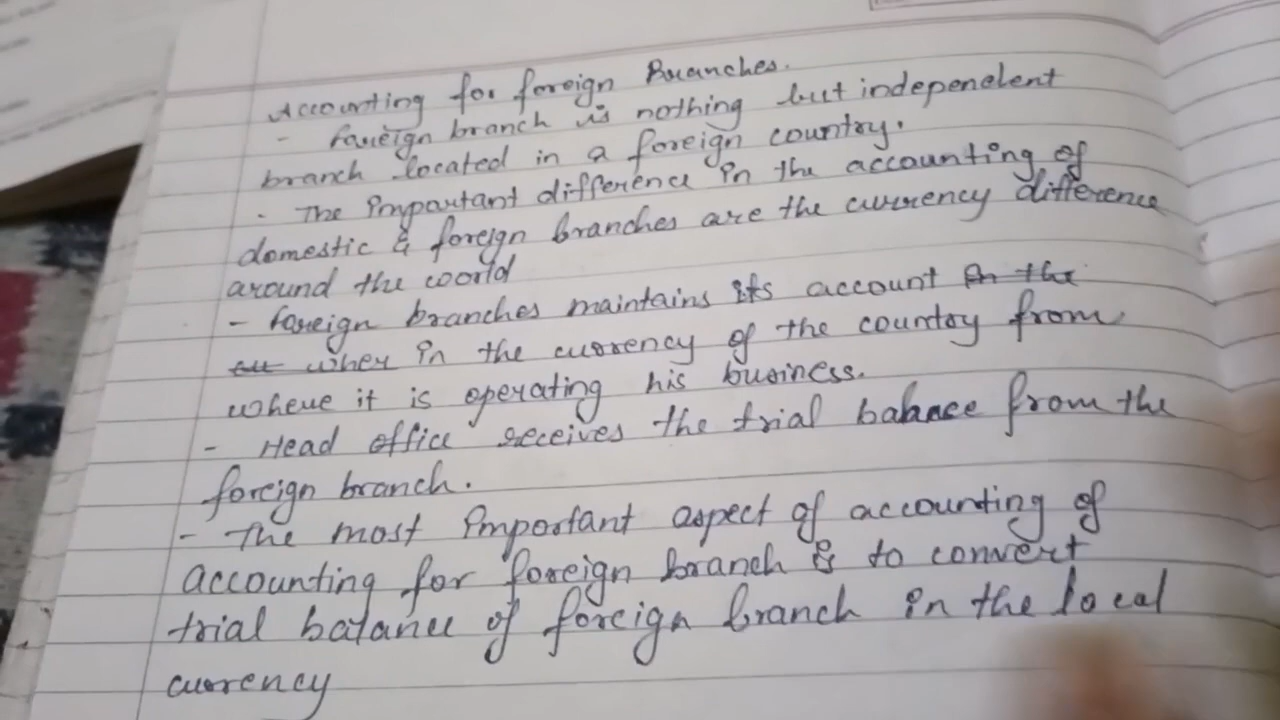 Accounting for foreign Branches.
- foreign branch is nothing but independent
branch located in a foreign country.
- The important difference in the accounting of
domestic & foreign branches are the currency difference
around the world
- foreign branches maintains its account in the
wher in the currency of the country from
where it is operating his business.
- Head office receives the trial balance from the
foreign branch.
- The most important aspect of accounting of
accounting for foreign branch is to convert
trial balance of foreign branch in the local
currency